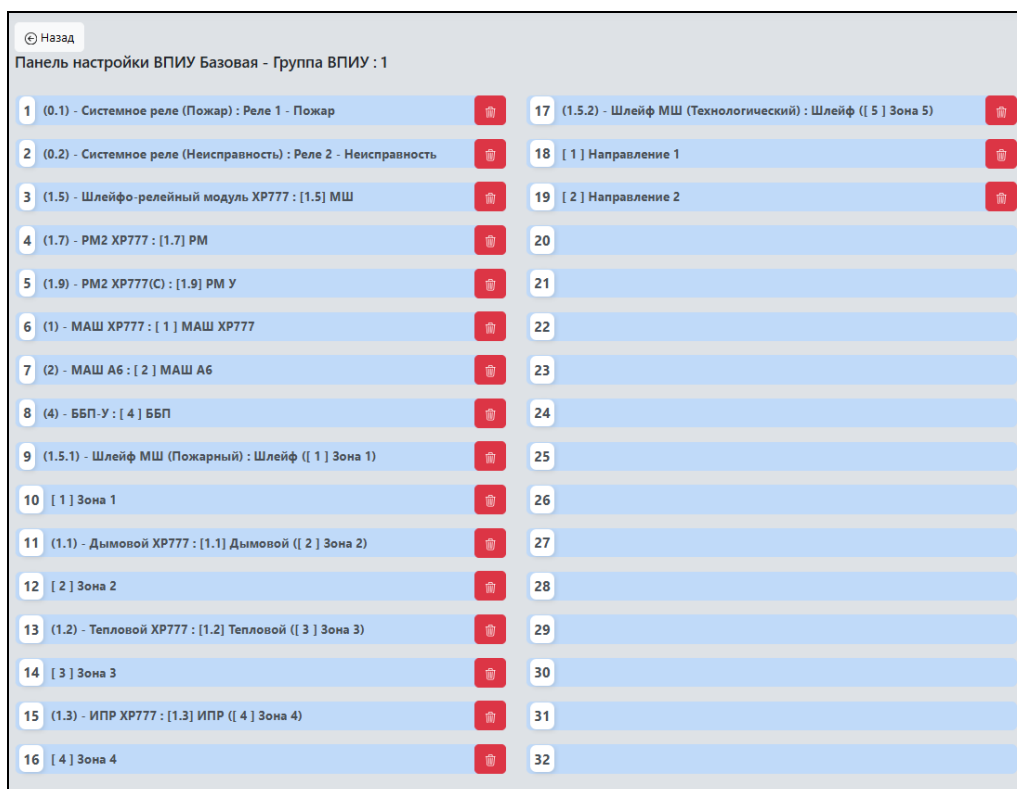 Назад
Панель настройки ВПИУ Базовая - Группа ВПИУ : 1
1 (0.1) - Системное реле (Пожар) : Реле 1 - Пожар
2 (0.2) - Системное реле (Неисправность) : Реле 2 - Неисправность
3 (1.5) - Шлейфо-релейный модуль XP777 : [1.5] МШ
4 (1.7) - РМ2 XP777 : [1.7] РМ
5 (1.9) - РМ2 XP777(С) : [1.9] РМ У
6 (1) - МАШ XP777 : [ 1 ] МАШ XP777
7 (2) - МАШ А6 : [ 2 ] МАШ А6
8 (4) - ББП-У : [ 4 ] ББП
9 (1.5.1) - Шлейф МШ (Пожарный) : Шлейф ([ 1 ] Зона 1)
10 [ 1 ] Зона 1
11 (1.1) - Дымовой XP777 : [1.1] Дымовой ([ 2 ] Зона 2)
12 [ 2 ] Зона 2
13 (1.2) - Тепловой XP777 : [1.2] Тепловой ([ 3 ] Зона 3)
14 [ 3 ] Зона 3
15 (1.3) - ИПР XP777 : [1.3] ИПР ([ 4 ] Зона 4)
16 [ 4 ] Зона 4
17 (1.5.2) - Шлейф МШ (Технологический) : Шлейф ([ 5 ] Зона 5)
18 [ 1 ] Направление 1
19 [ 2 ] Направление 2
20
21
22
23
24
25
26
27
28
29
30
31
32